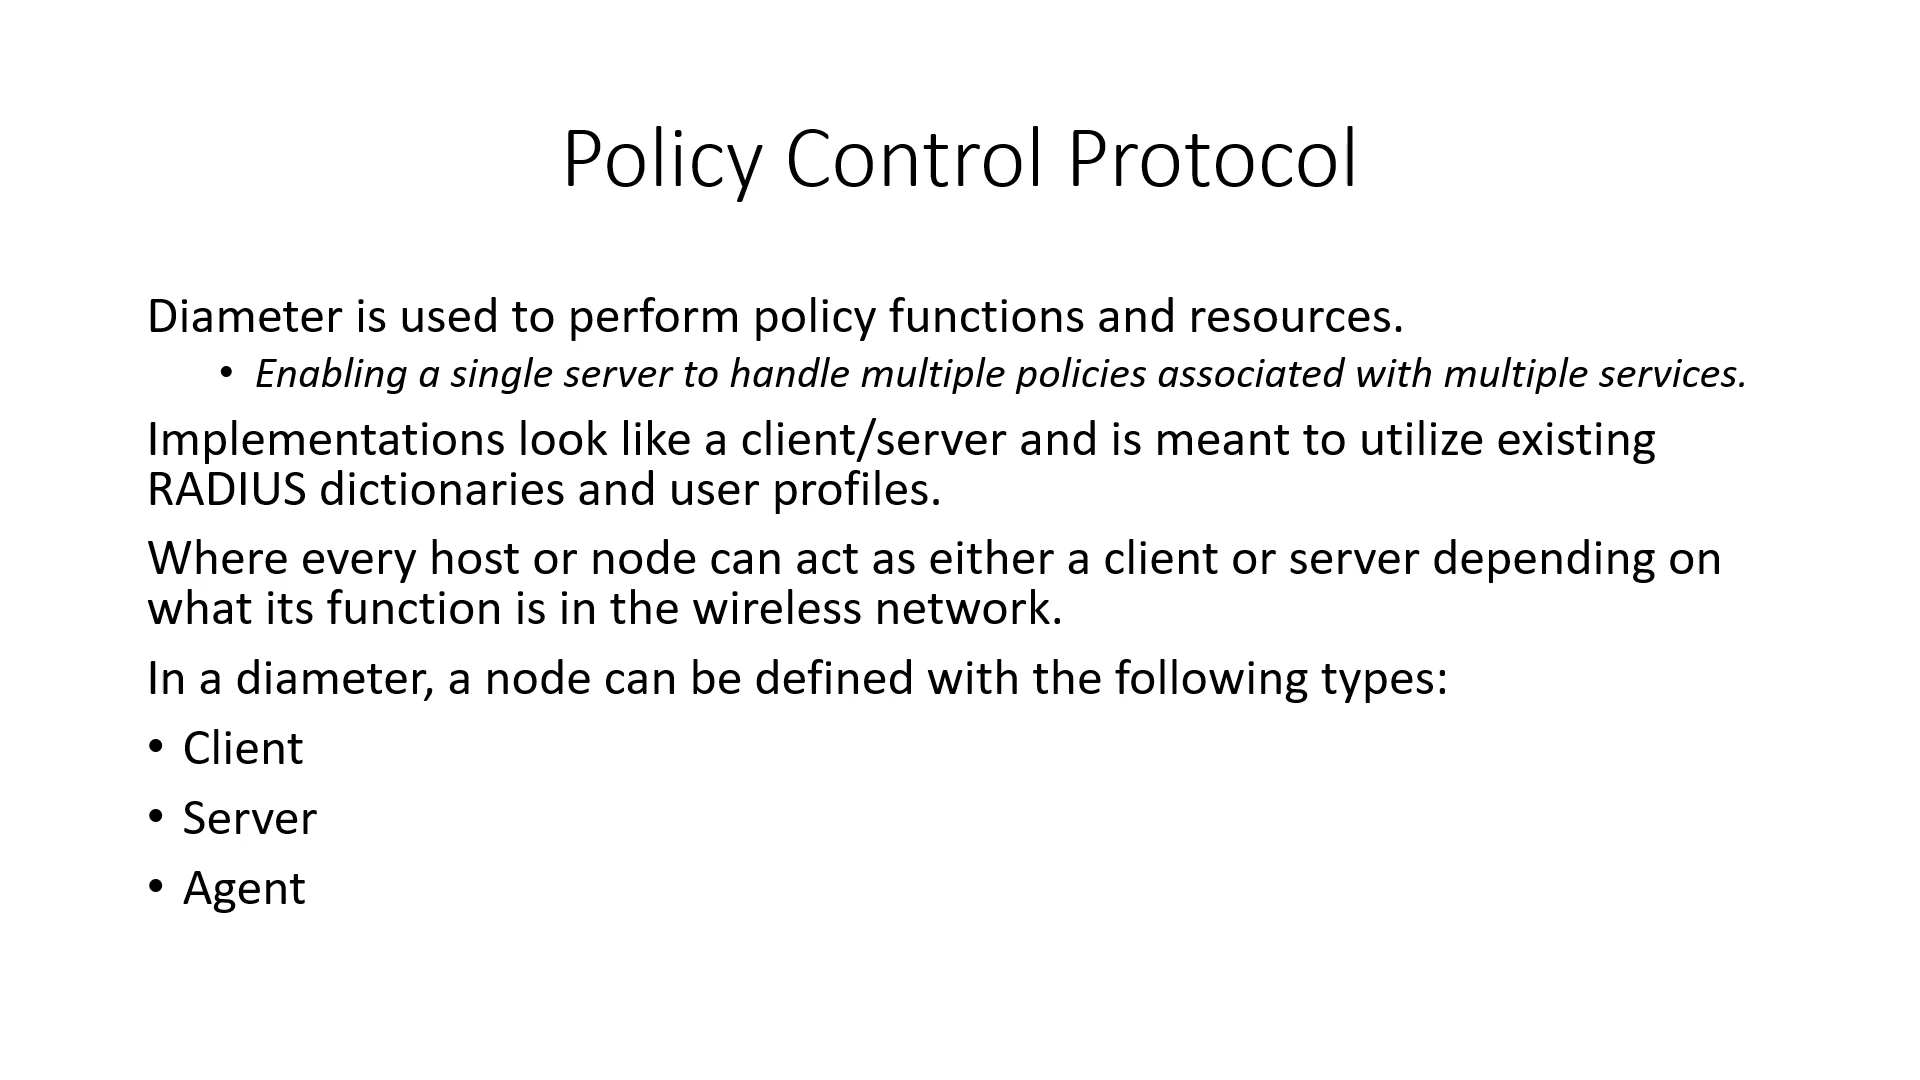 Policy Control Protocol
Diameter is used to perform policy functions and resources.
• Enabling a single server to handle multiple policies associated with multiple services.
Implementations look like a client/server and is meant to utilize existing
RADIUS dictionaries and user profiles.
Where every host or node can act as either a client or server depending on
what its function is in the wireless network.
In a diameter, a node can be defined with the following types:
• Client
• Server
• Agent